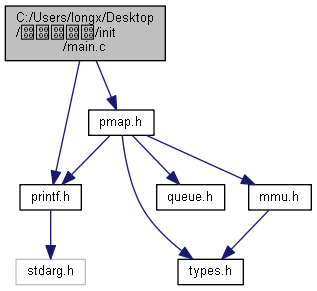 C:/Users/longx/Desktop
/init
/main.c
pmap.h
printf.h
queue.h
mmu.h
stdarg.h
types.h